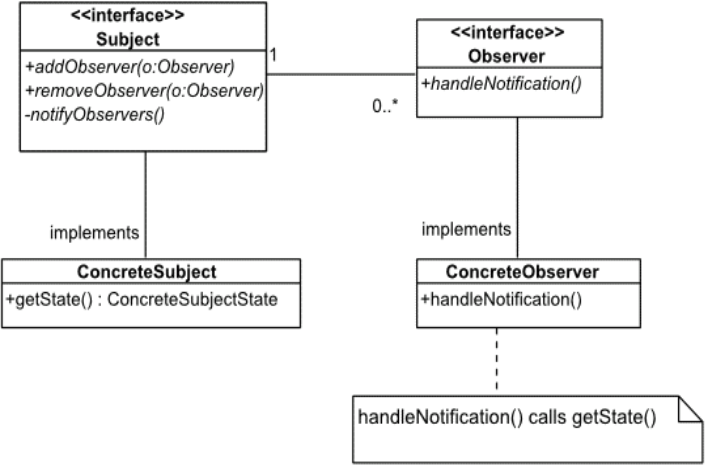 <<interface>>
Subject
+addObserver(o:Observer)
+removeObserver(o:Observer)
-notifyObservers()
1
0..*
<<interface>>
Observer
+handleNotification()
implements
implements
ConcreteSubject
+getState() : ConcreteSubjectState
ConcreteObserver
+handleNotification()
handleNotification() calls getState()